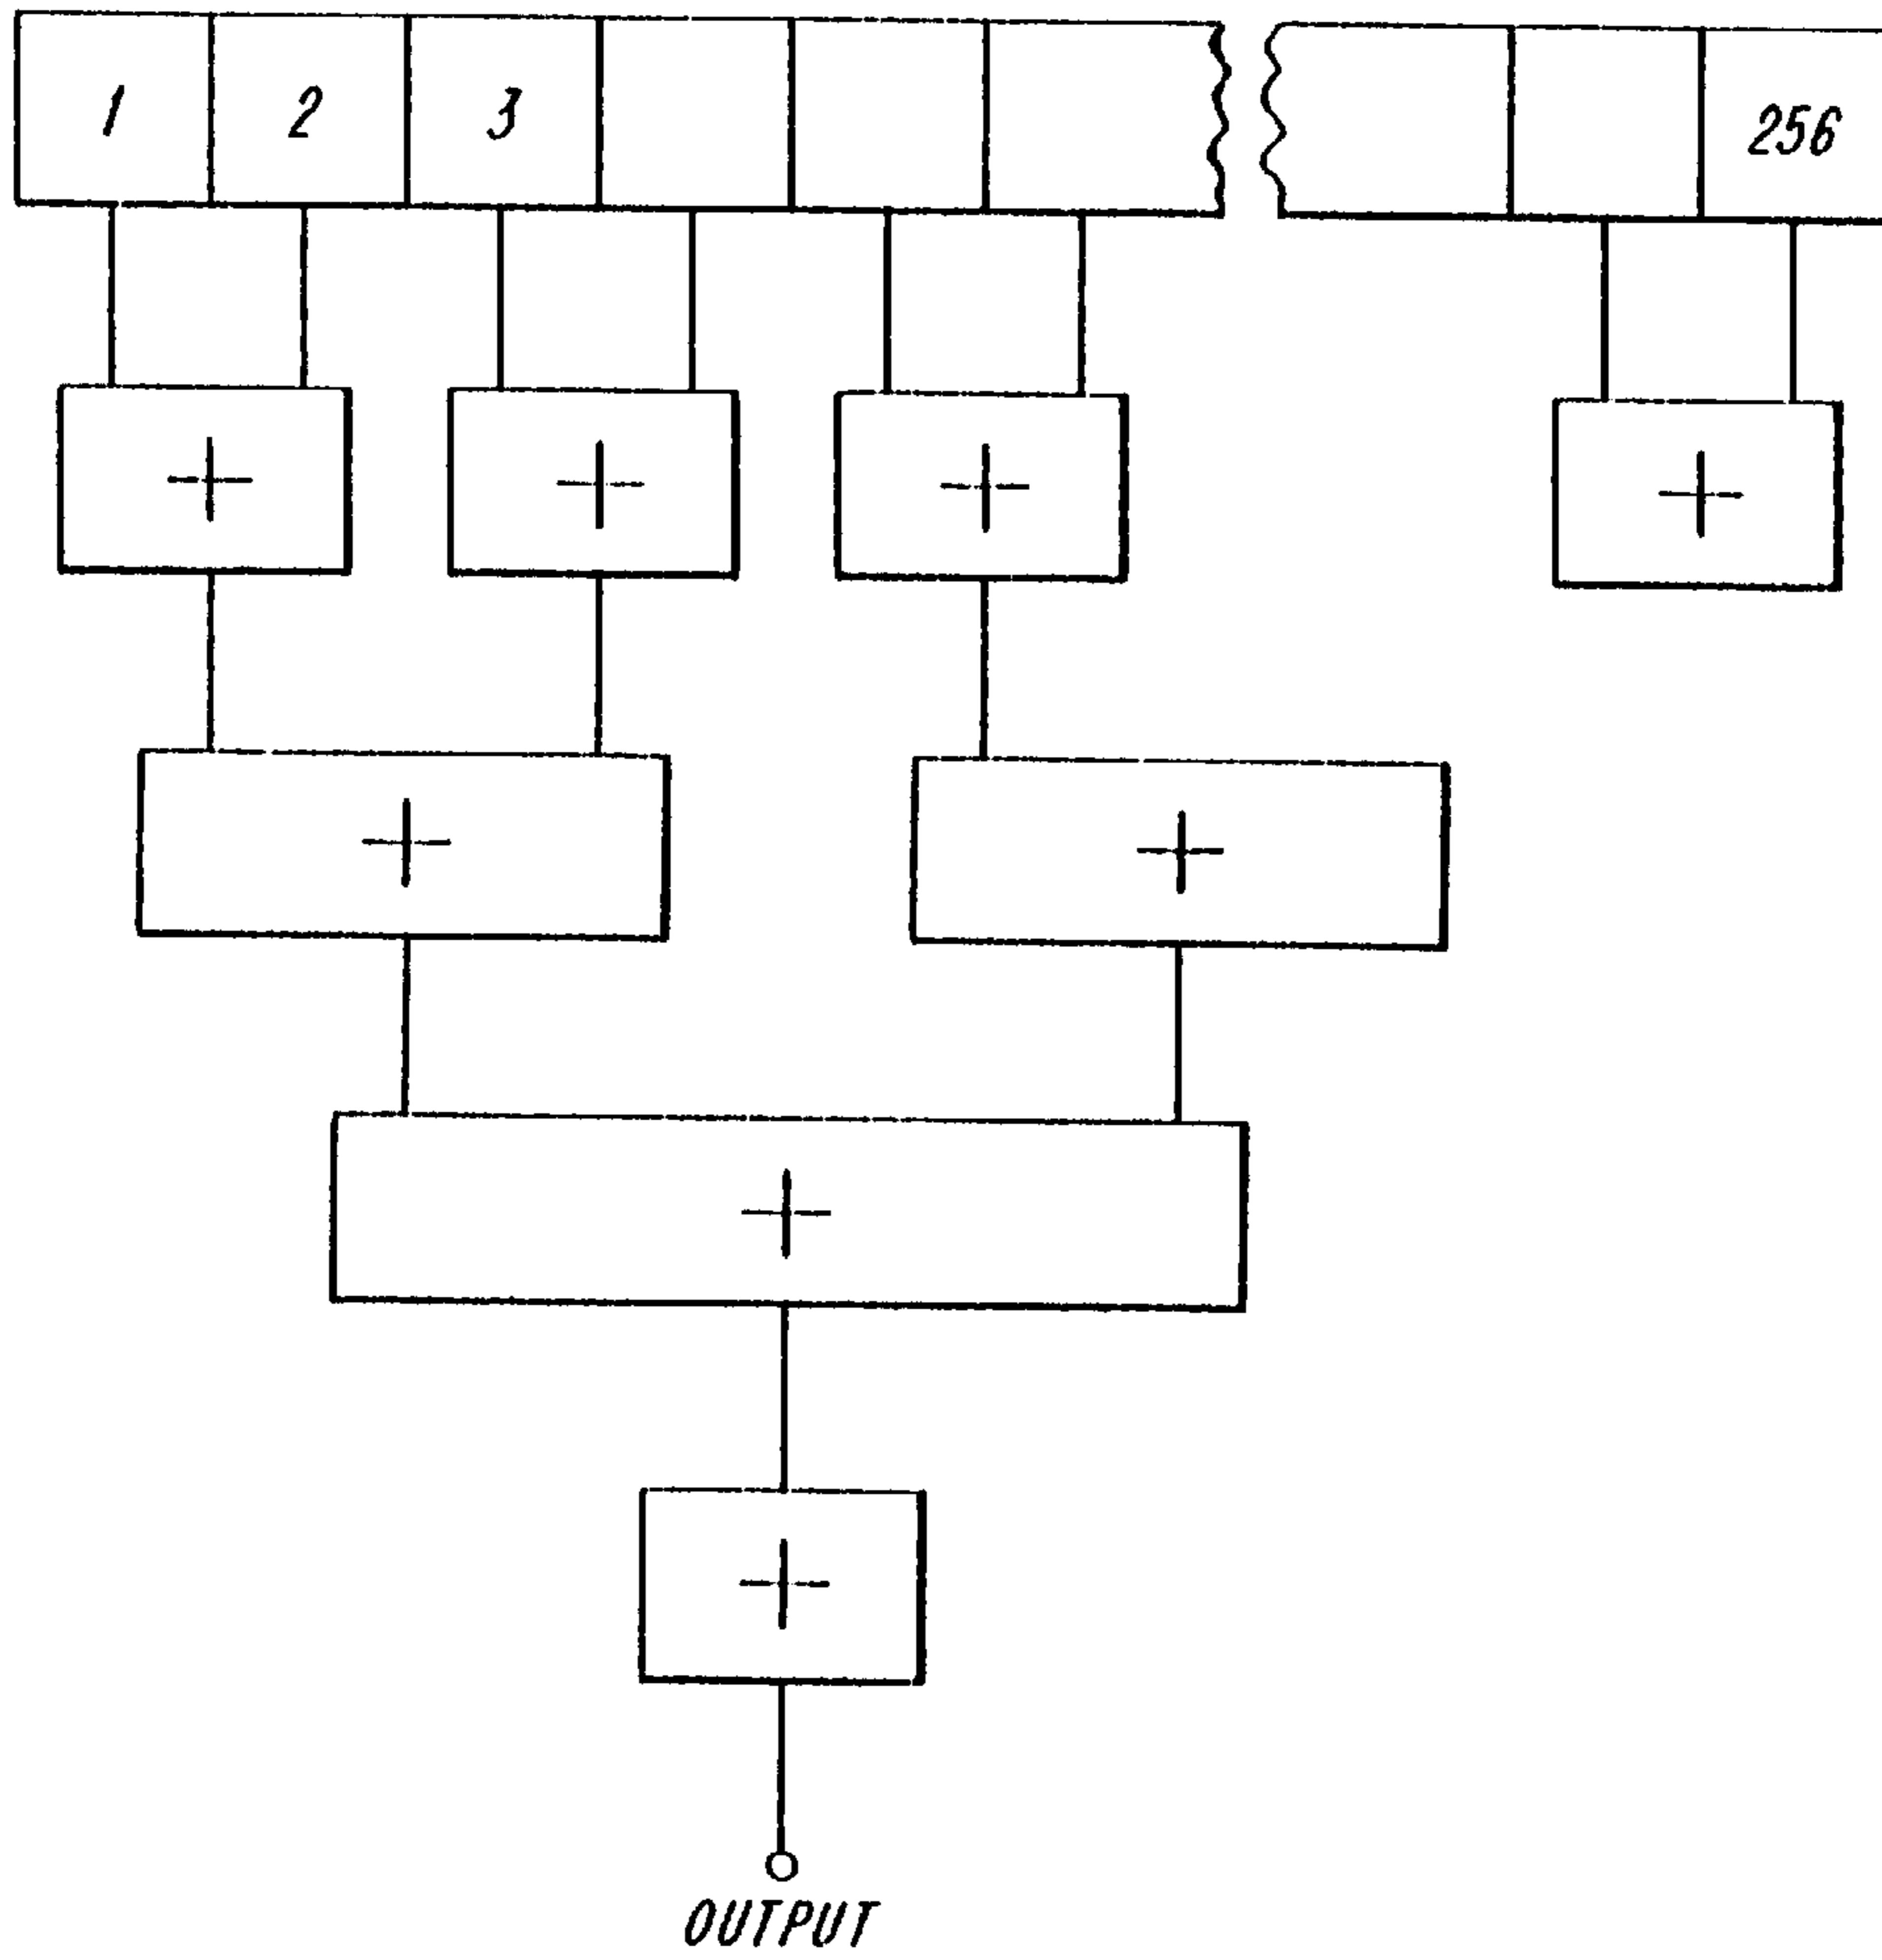 1 2 3 256
+ + + +
+ +
+
+
OUTPUT